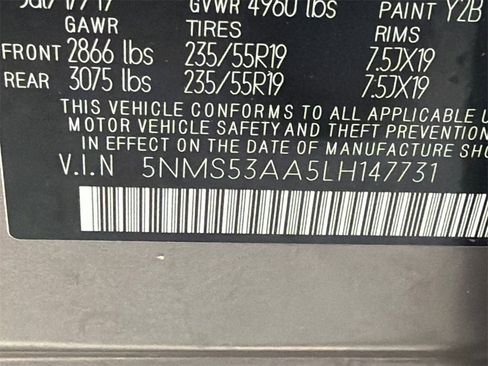 GVWR 4960 lbs PAINT Y2B
GAWR TIRES RIMS
FRONT 2866 lbs 235/55R19 7.5JX19
REAR 3075 lbs 235/55R19 7.5JX19
THIS VEHICLE CONFORMS TO ALL APPLICABLE
MOTOR VEHICLE SAFETY AND THEFT PREVENTION
IN EFFECT ON THE DATE OF MANUFACTURE
V.I.N 5NMS53AA5LH147731